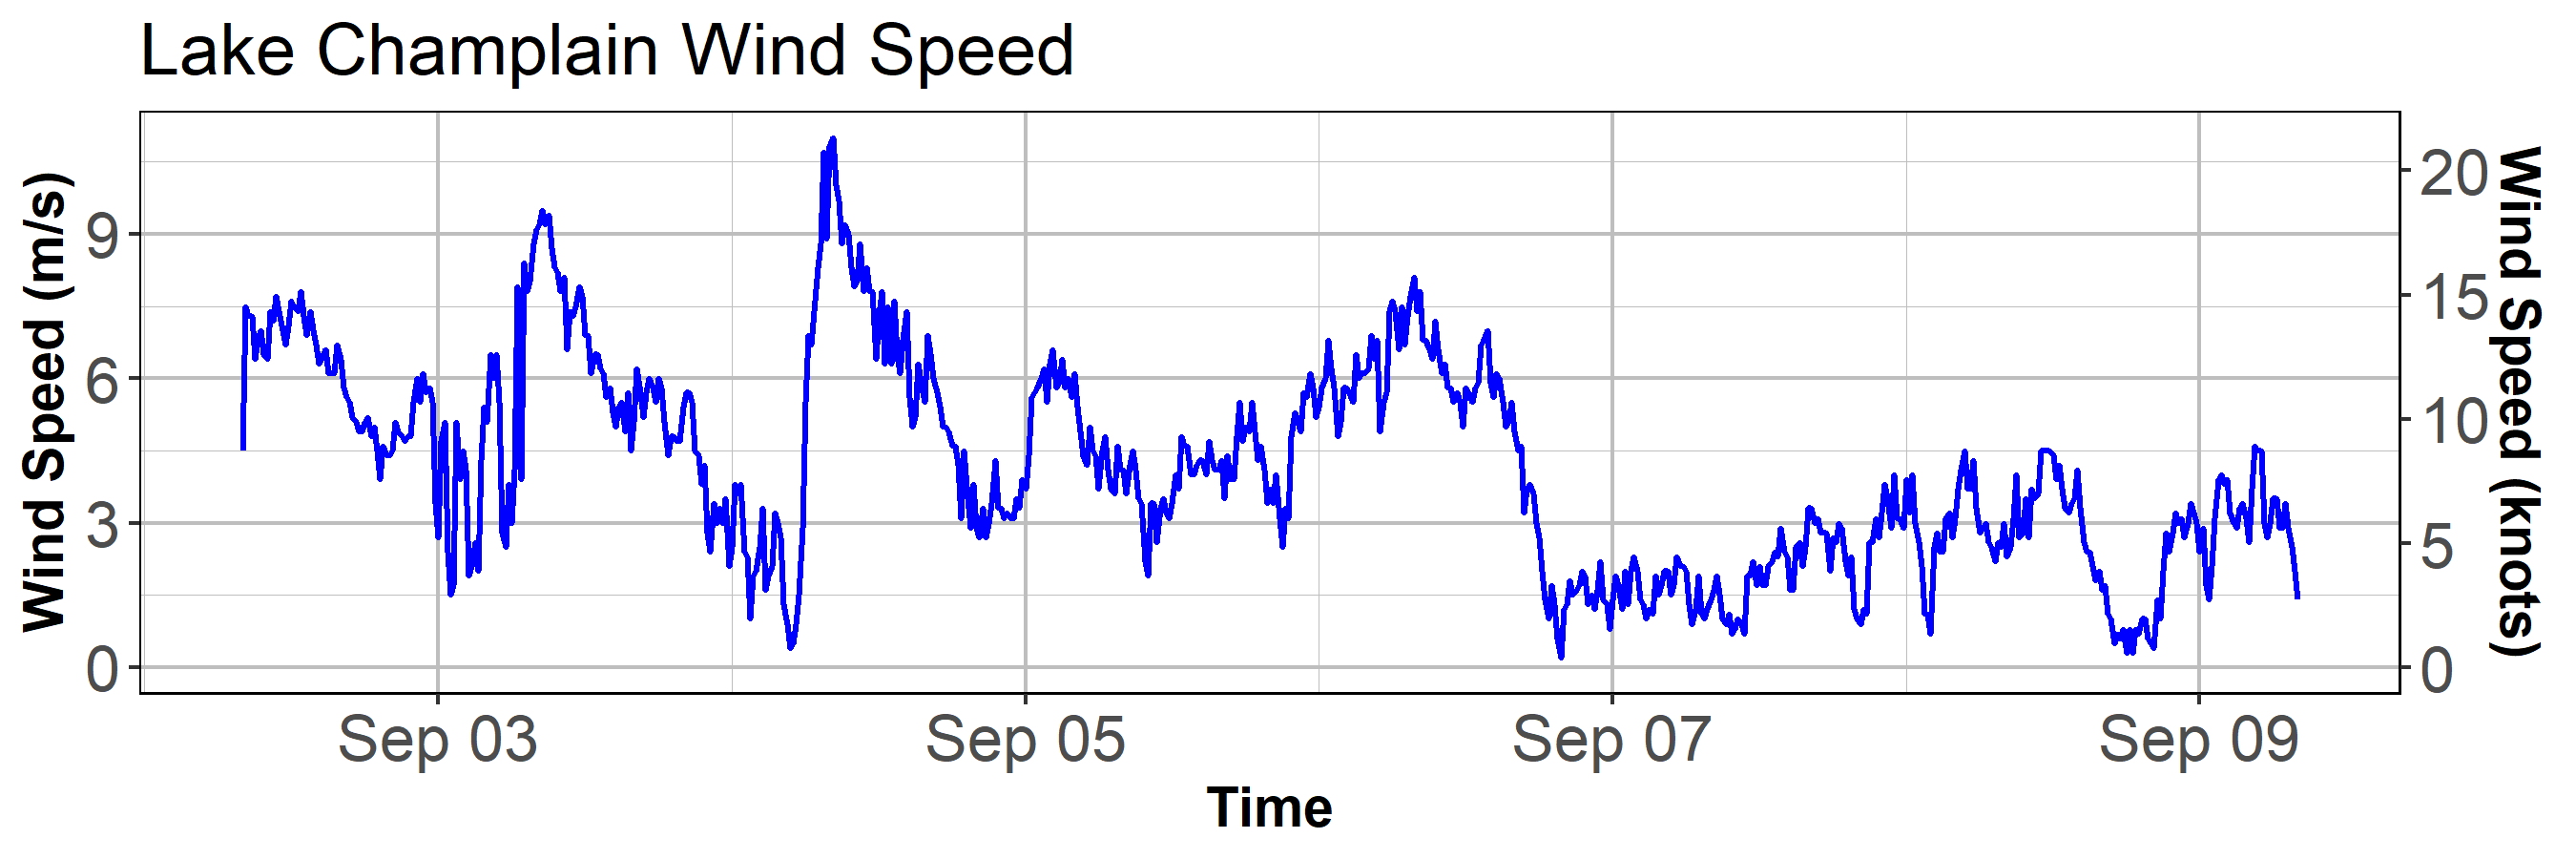 Lake Champlain Wind Speed
Wind Speed (m/s)
9
6
3
0
20
15
10
5
0
Wind Speed (knots)
Sep 03
Sep 05
Sep 07
Sep 09
Time